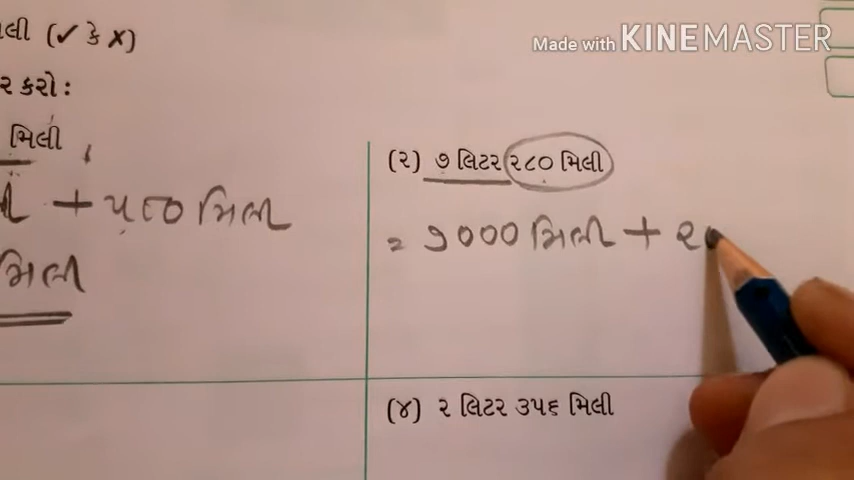 Made with KINEMASTER
લી (✓ કે ✗)
ર કરો :
મિલી
+ ૫૮૦ મિલી
મિલી
(૨) ૭ લિટર ૨૮૦ મિલી
= ૭૦૦૦ મિલી + ૨
(૪) ૨ લિટર ૩૫૬ મિલી